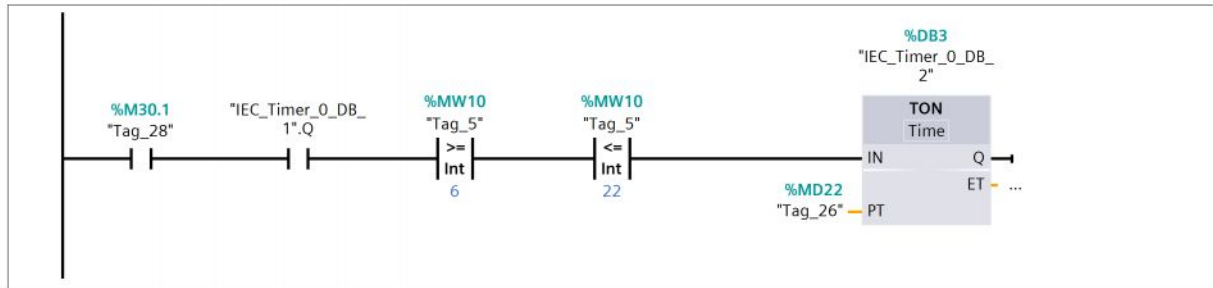 %DB3
"IEC_Timer_0_DB_
2"
%M30.1
"Tag_28"
"IEC_Timer_0_DB_
1".Q
%MW10
"Tag_5"
>=
Int
6
%MW10
"Tag_5"
<=
Int
22
TON
Time
IN
Q
ET
...
%MD22
"Tag_26"
PT